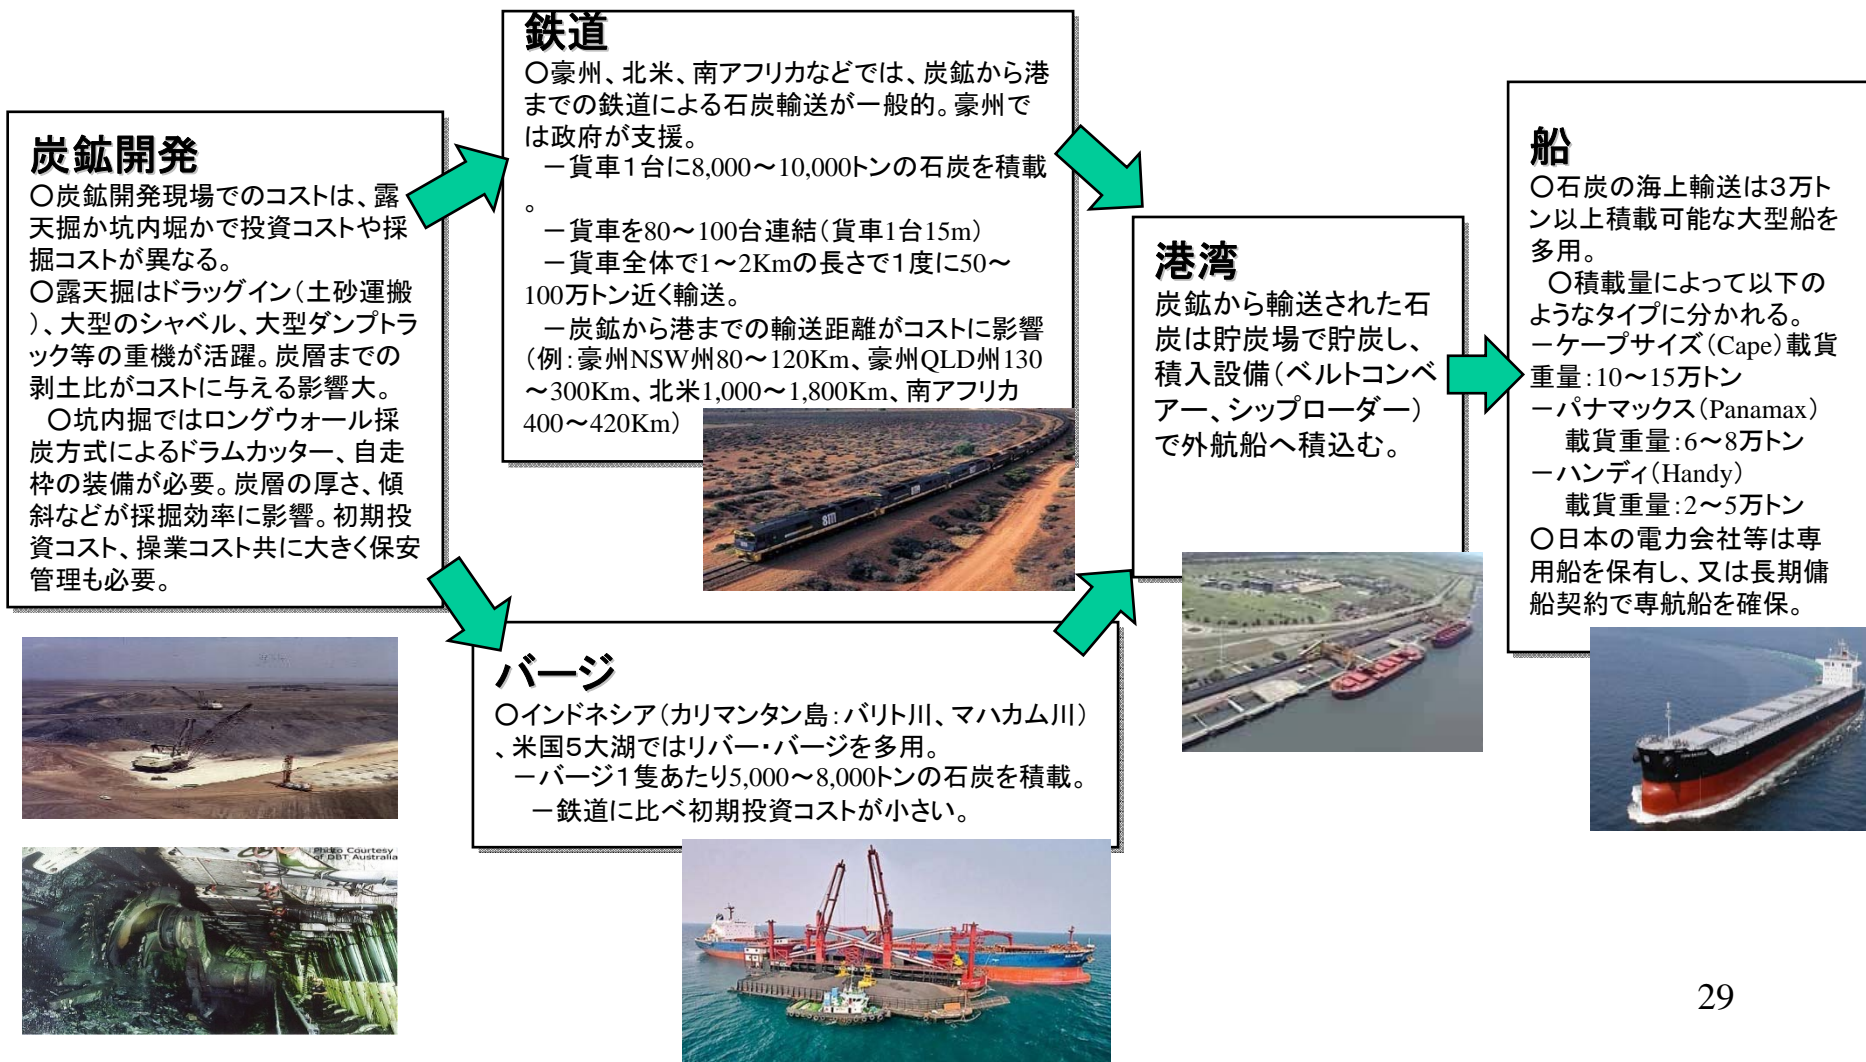 炭鉱開発
〇炭鉱開発現場でのコストは、露
天掘か坑内堀かで投資コストや採
掘コストが異なる。
〇露天掘はドラッグイン(土砂運搬
)、大型のシャベル、大型ダンプトラ
ック等の重機が活躍。炭層までの
剥土比がコストに与える影響大。
〇坑内掘ではロングウォール採
炭方式によるドラムカッター、自走
枠の装備が必要。炭層の厚さ、傾
斜などが採掘効率に影響。初期投
資コスト、操業コスト共に大きく保安
管理も必要。
Photo Courtesy
of DBT Australia
鉄道
〇豪州、北米、南アフリカなどでは、炭鉱から港
までの鉄道による石炭輸送が一般的。豪州で
は政府が支援。
－貨車1台に8,000～10,000トンの石炭を積載
。
－貨車を80～100台連結(貨車1台15m)
－貨車全体で1～2Kmの長さで1度に50～
100万トン近く輸送。
－炭鉱から港までの輸送距離がコストに影響
(例:豪州NSW州80～120Km、豪州QLD州130
～300Km、北米1,000～1,800Km、南アフリカ
400～420Km)
バージ
〇インドネシア(カリマンタン島:バリト川、マハカム川)
、米国5大湖ではリバー・バージを多用。
－バージ1隻あたり5,000～8,000トンの石炭を積載。
－鉄道に比べ初期投資コストが小さい。
港湾
炭鉱から輸送された石
炭は貯炭場で貯炭し、
積入設備(ベルトコンベ
アー、シップローダー)
で外航船へ積込む。
船
〇石炭の海上輸送は3万ト
ン以上積載可能な大型船を
多用。
〇積載量によって以下の
ようなタイプに分かれる。
－ケープサイズ(Cape)載貨
重量:10～15万トン
－パナマックス(Panamax)
載貨重量:6～8万トン
－ハンディ(Handy)
載貨重量:2～5万トン
〇日本の電力会社等は専
用船を保有し、又は長期傭
船契約で専航船を確保。
29